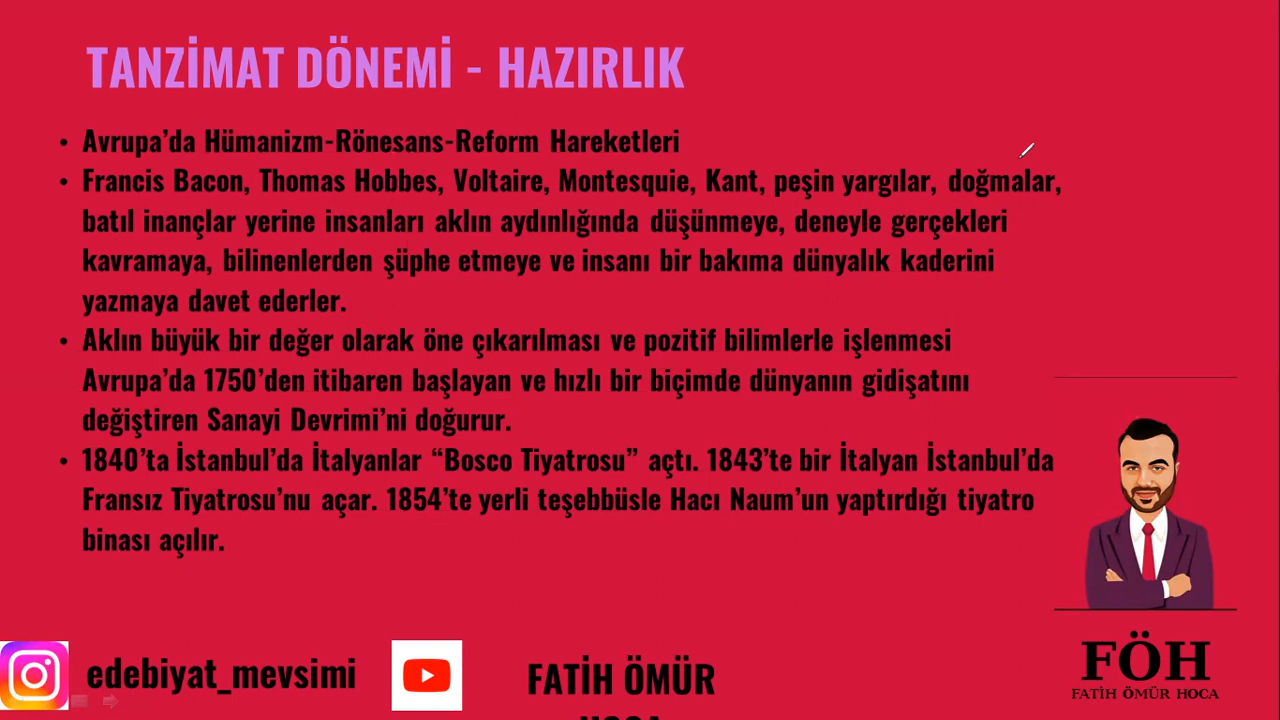 TANZİMAT DÖNEMİ - HAZIRLIK
• Avrupa’da Hümanizm-Rönesans-Reform Hareketleri
• Francis Bacon, Thomas Hobbes, Voltaire, Montesquie, Kant, peşin yargılar, doğmalar,
batıl inançlar yerine insanları aklın aydınlığında düşünmeye, deneyle gerçekleri
kavramaya, bilinenlerden şüphe etmeye ve insanı bir bakıma dünyalık kaderini
yazmaya davet ederler.
• Aklın büyük bir değer olarak öne çıkarılması ve pozitif bilimlerle işlenmesi
Avrupa’da 1750’den itibaren başlayan ve hızlı bir biçimde dünyanın gidişatını
değiştiren Sanayi Devrimi’ni doğurur.
• 1840’ta İstanbul’da İtalyanlar “Bosco Tiyatrosu” açtı. 1843’te bir İtalyan İstanbul’da
Fransız Tiyatrosu’nu açar. 1854’te yerli teşebbüsle Hacı Naum’un yaptırdığı tiyatro
binası açılır.
edebiyat_mevsimi
FATİH ÖMÜR
HOCA
FÖH
FATİH ÖMÜR HOCA